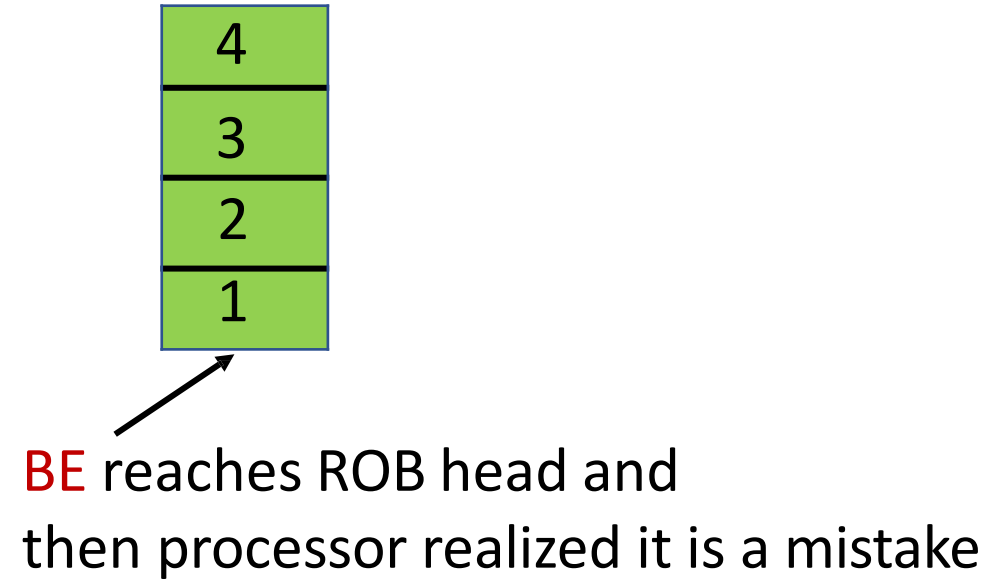 4
3
2
1
BE reaches ROB head and
then processor realized it is a mistake